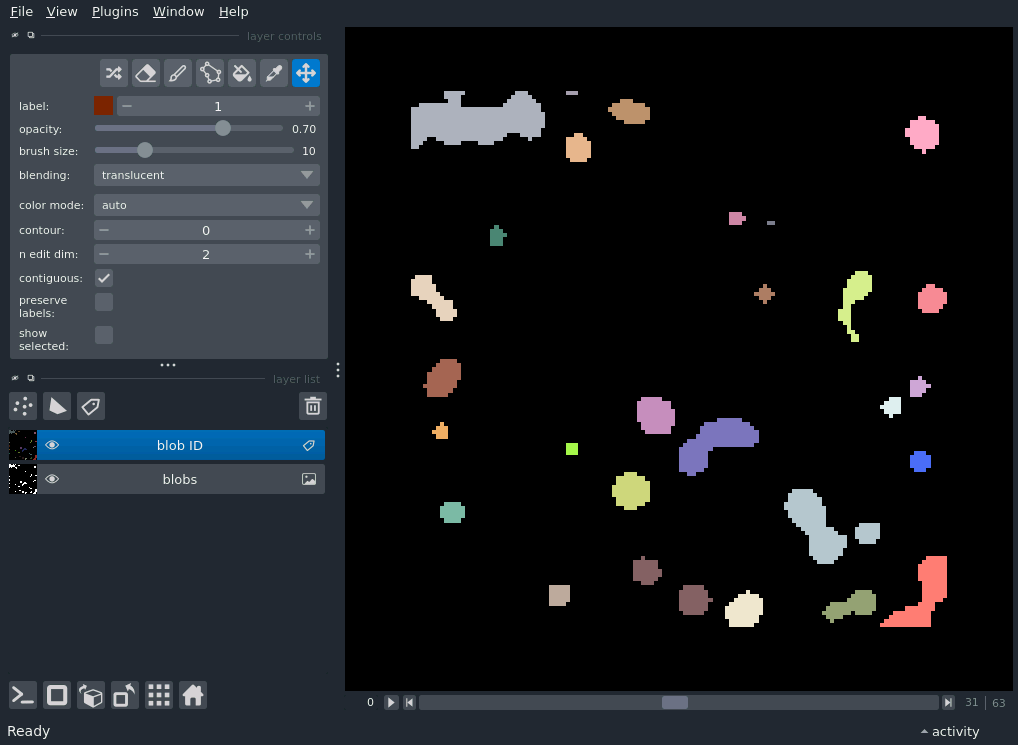 File View Plugins Window Help
layer controls
label: 1
opacity: 0.70
brush size: 10
blending: translucent
color mode: auto
contour: 0
n edit dim: 2
contiguous:
preserve
labels:
show
selected:
layer list
blob ID
blobs
0 31 | 63
Ready activity